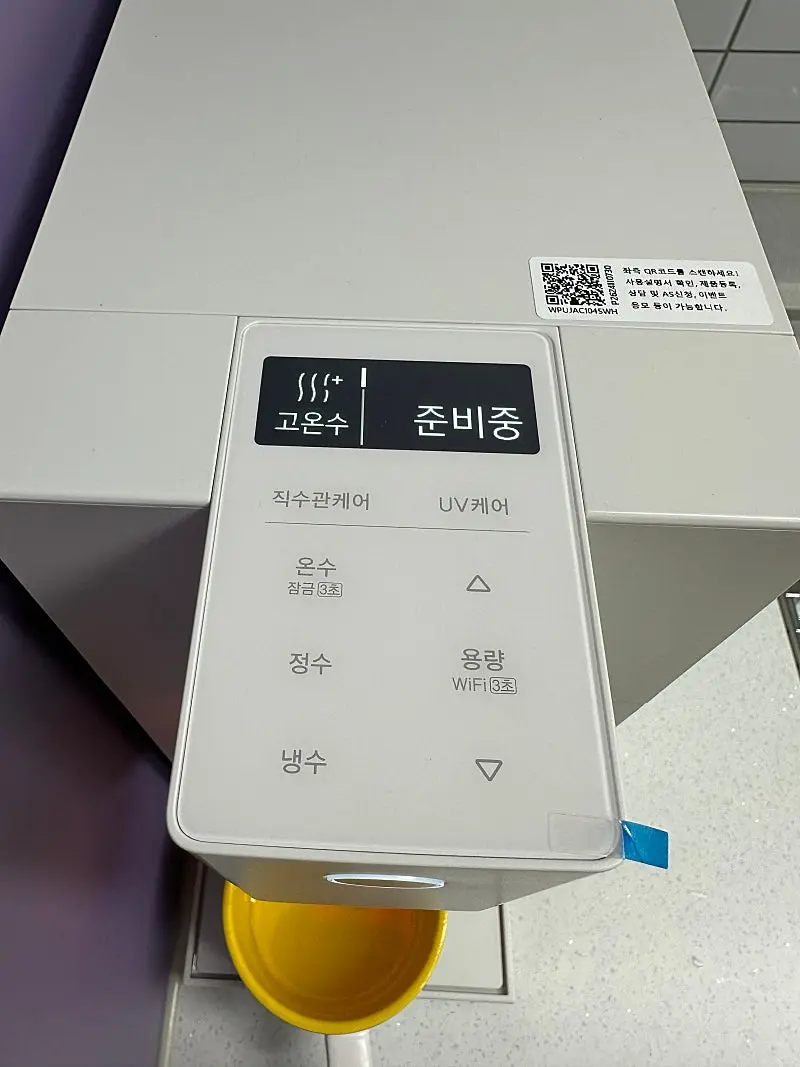 좌측 QR코드를 스캔하세요!
사용설명서 확인, 제품등록,
상담 및 AS신청, 이벤트
응모 등이 가능합니다.
WPUJAC104SWH
P2624110730
고온수
준비중
직수관케어 UV케어
온수
잠금 3초
정수
용량
WiFi 3초
냉수